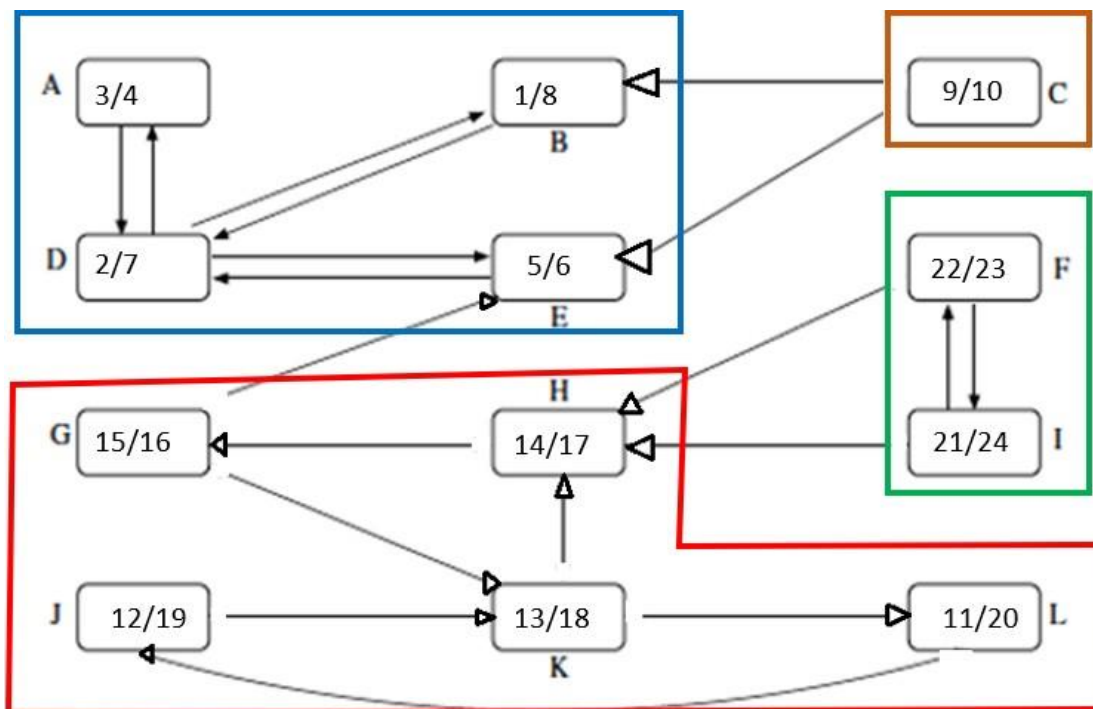 A 3/4
1/8
B
9/10 C
D 2/7
5/6
E
22/23 F
H
G 15/16
14/17
21/24 I
J 12/19
13/18
K
11/20 L